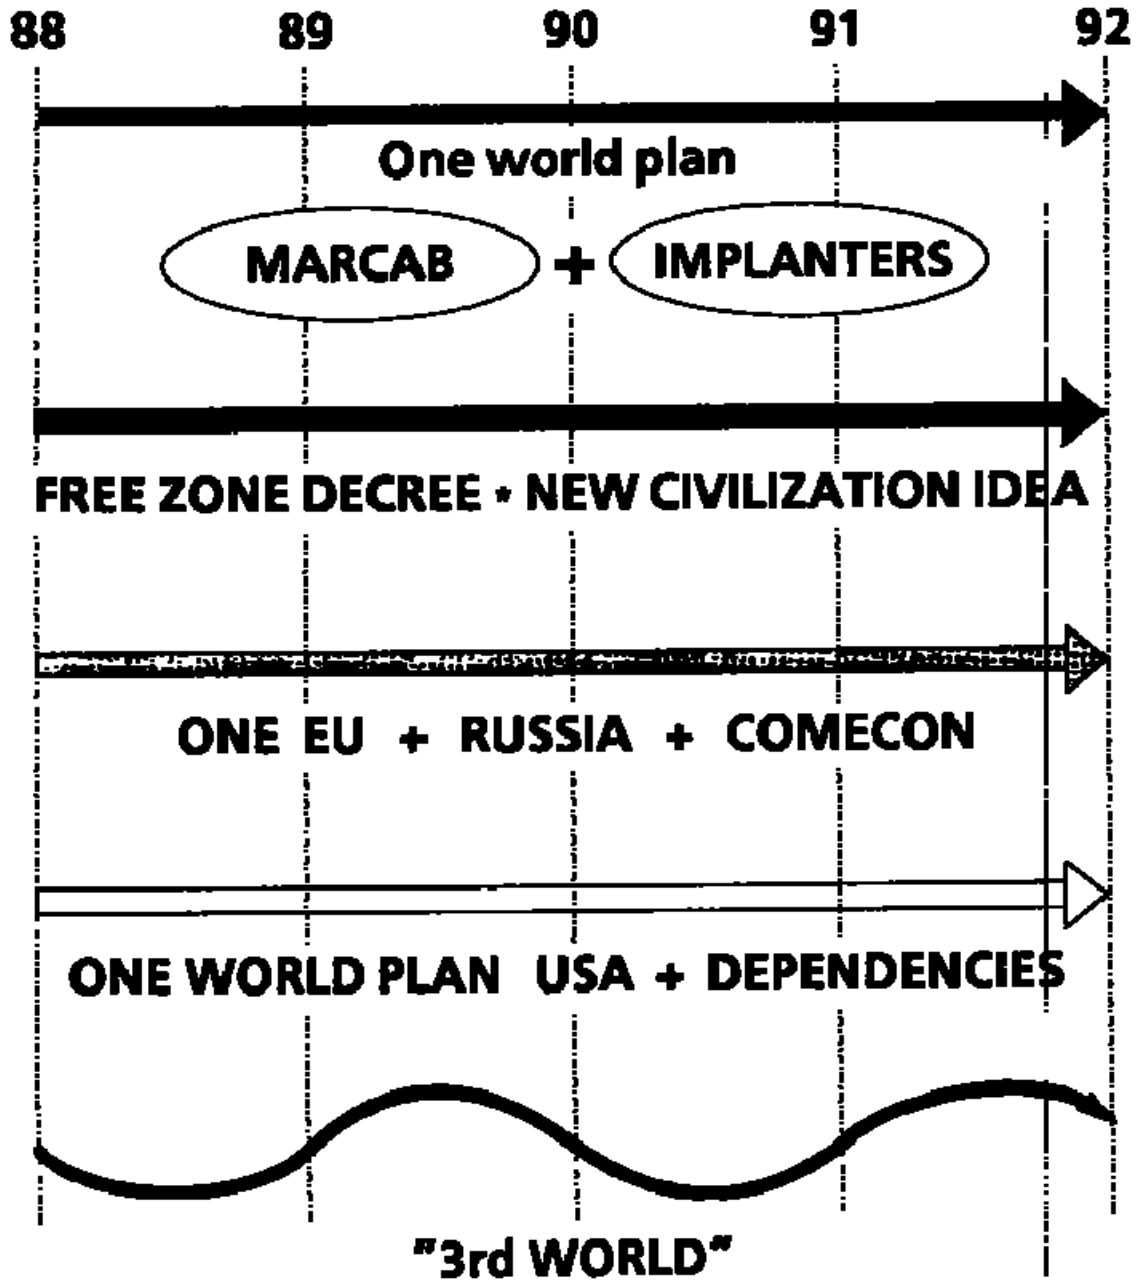 88 89 90 91 92
One world plan
MARCAB + IMPLANTERS
FREE ZONE DECREE • NEW CIVILIZATION IDEA
ONE EU + RUSSIA + COMECON
ONE WORLD PLAN USA + DEPENDENCIES
"3rd WORLD"